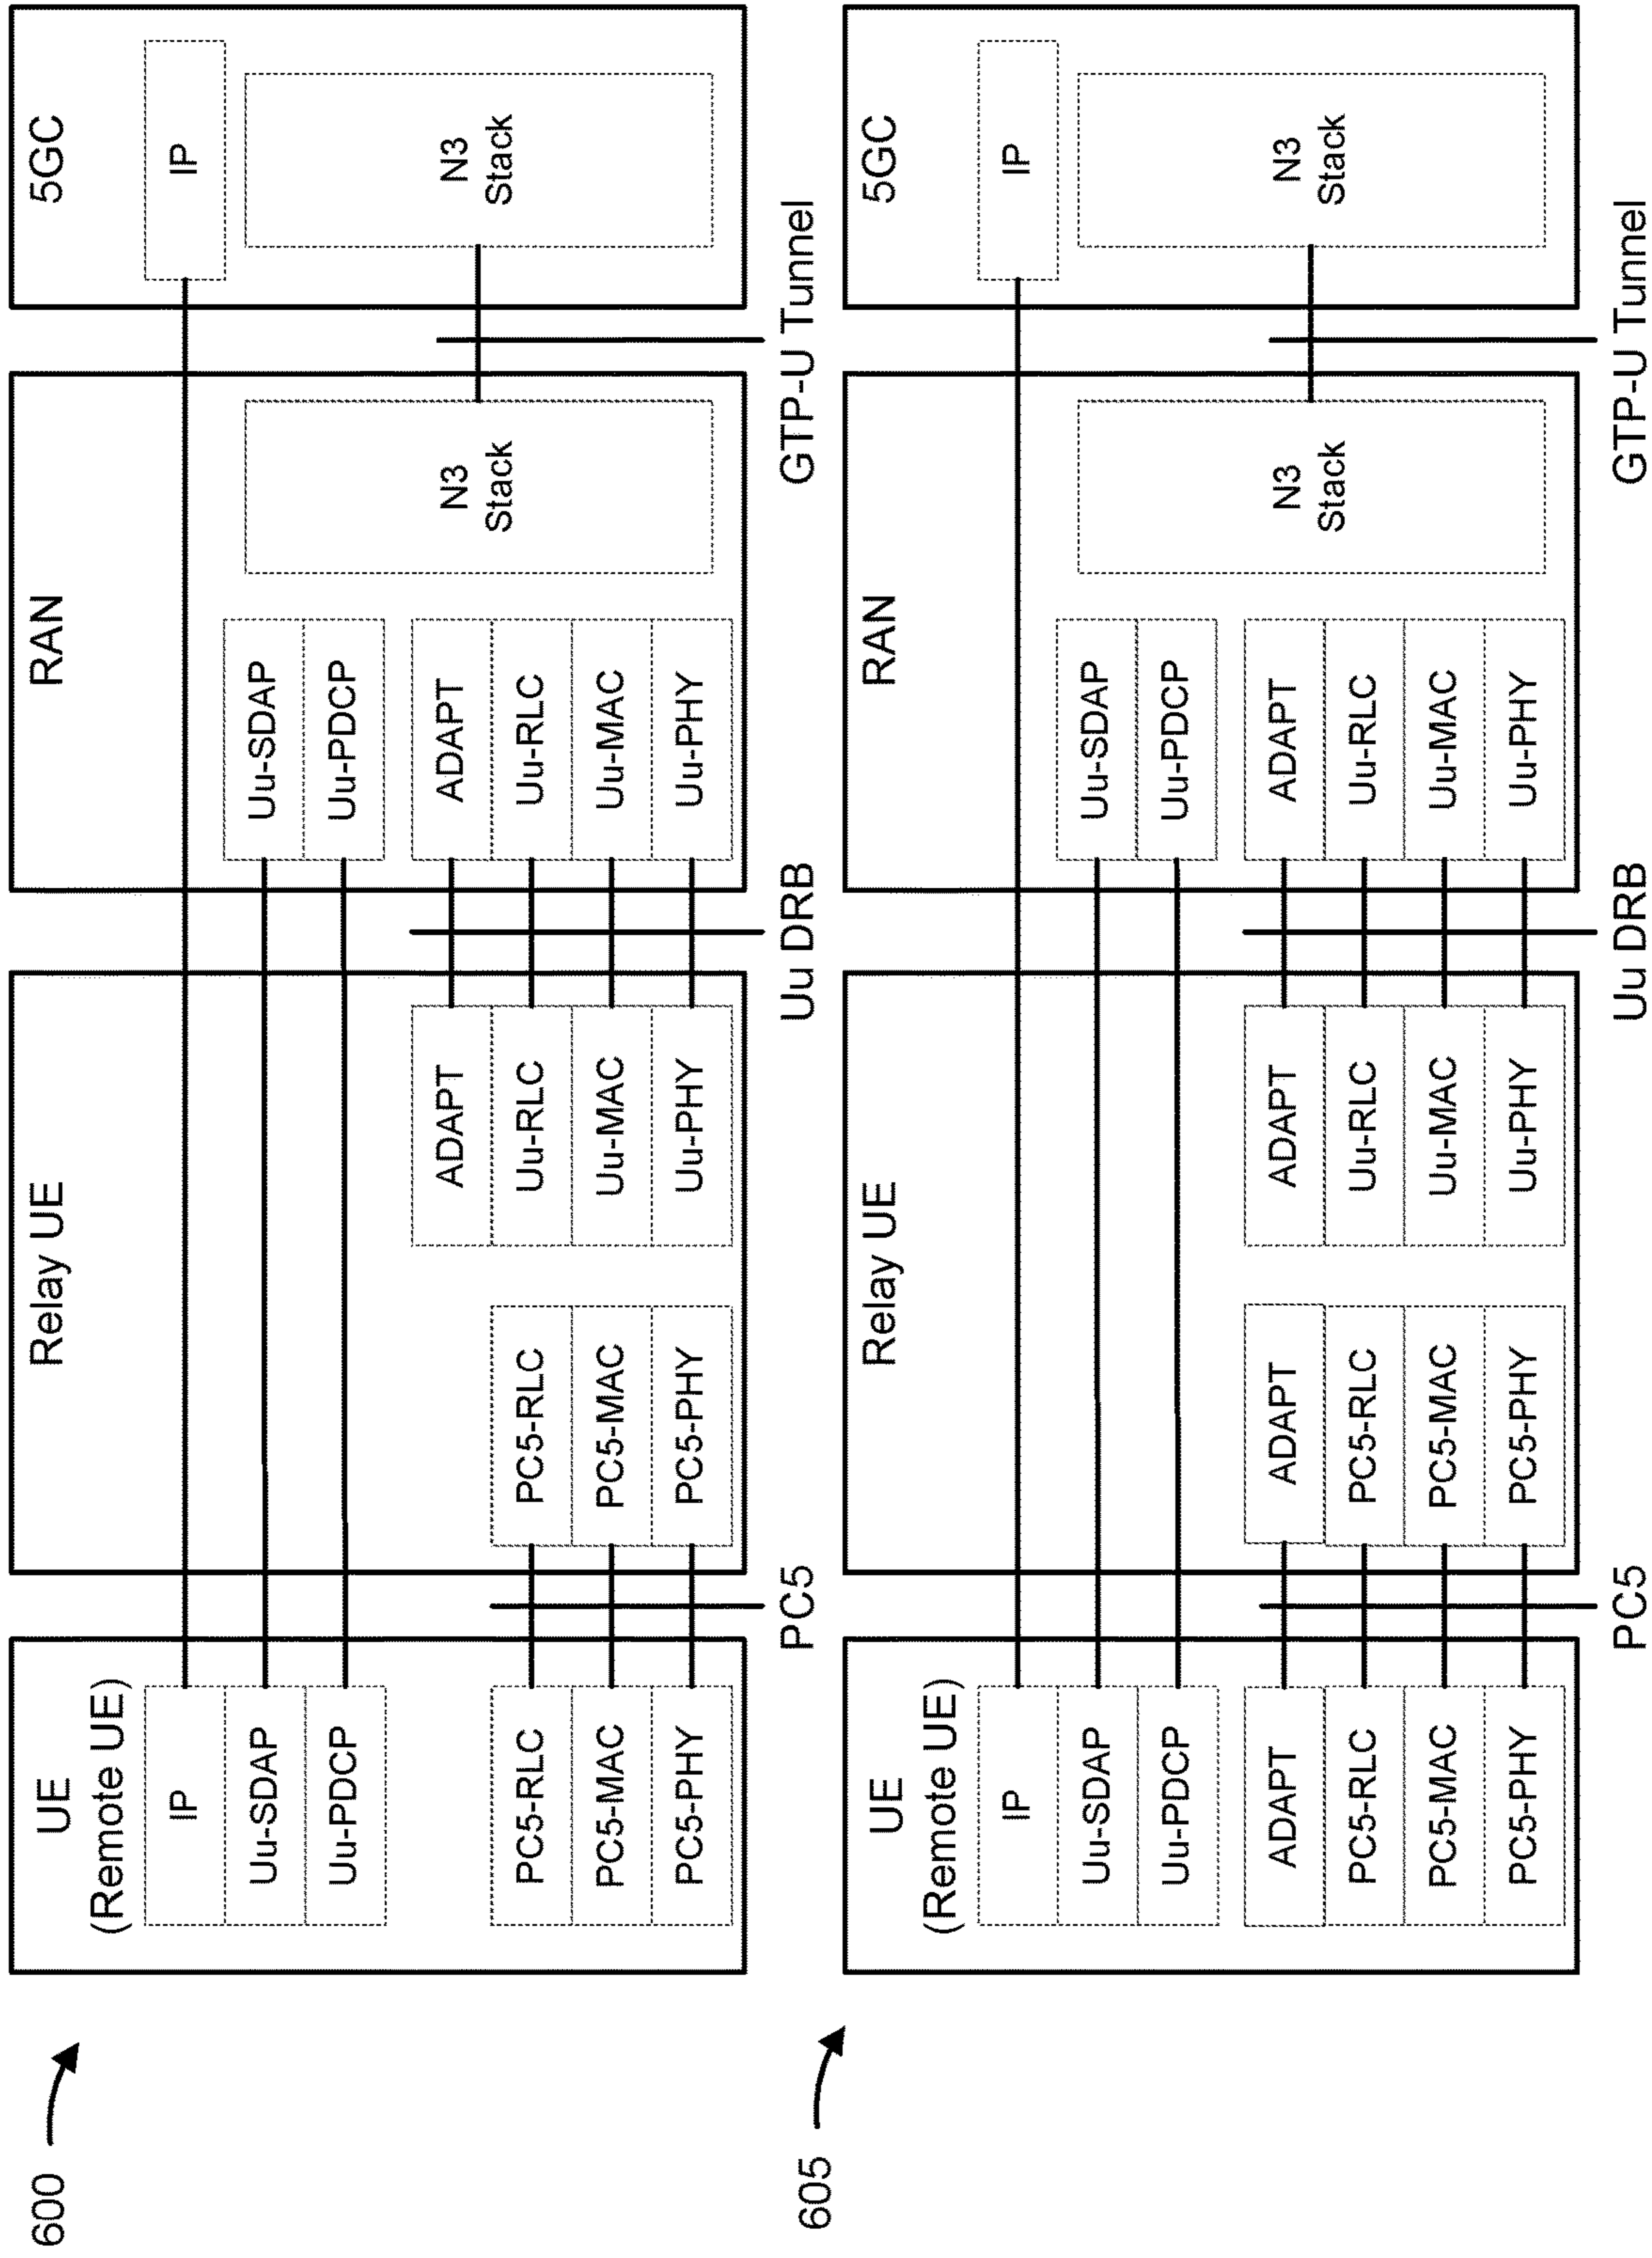 600
UE
(Remote UE)
IP
Uu-SDAP
Uu-PDCP
PC5-RLC
PC5-MAC
PC5-PHY
PC5
Relay UE
PC5-RLC
PC5-MAC
PC5-PHY
ADAPT
Uu-RLC
Uu-MAC
Uu-PHY
Uu DRB
RAN
Uu-SDAP
Uu-PDCP
ADAPT
Uu-RLC
Uu-MAC
Uu-PHY
N3
Stack
GTP-U Tunnel
5GC
IP
N3
Stack
605
UE
(Remote UE)
IP
Uu-SDAP
Uu-PDCP
ADAPT
PC5-RLC
PC5-MAC
PC5-PHY
PC5
Relay UE
ADAPT
PC5-RLC
PC5-MAC
PC5-PHY
ADAPT
Uu-RLC
Uu-MAC
Uu-PHY
Uu DRB
RAN
Uu-SDAP
Uu-PDCP
ADAPT
Uu-RLC
Uu-MAC
Uu-PHY
N3
Stack
GTP-U Tunnel
5GC
IP
N3
Stack